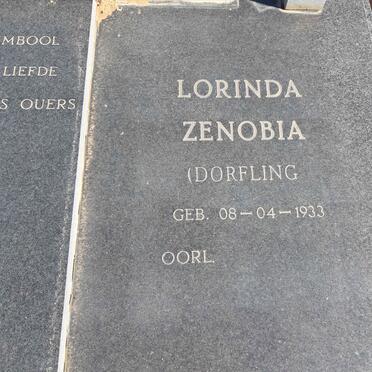 MBOOL
LIEFDE
S OUERS
LORINDA
ZENOBIA
(DORFLING
GEB. 08-04-1933
OORL.